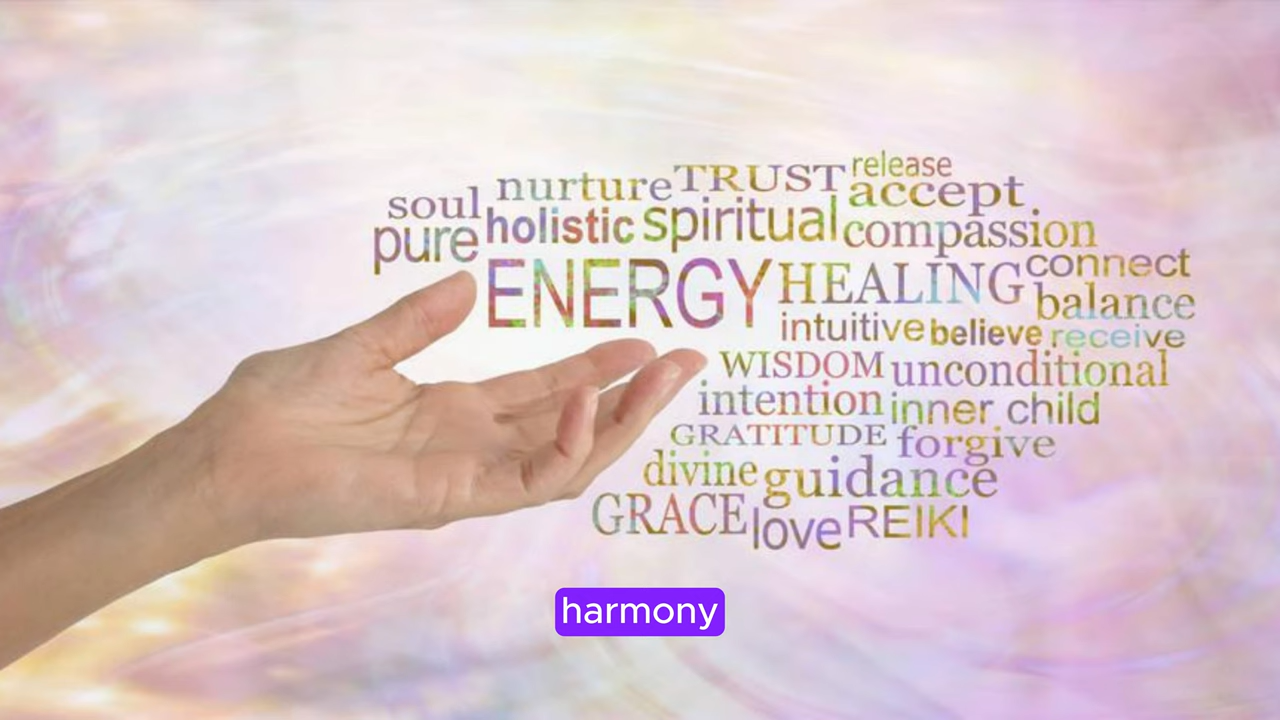 release
nurture TRUST accept
soul holistic spiritual compassion
pure ENERGY HEALING connect
balance
intuitive believe receive
WISDOM unconditional
intention inner child
GRATITUDE forgive
divine guidance
GRACE love REIKI
harmony